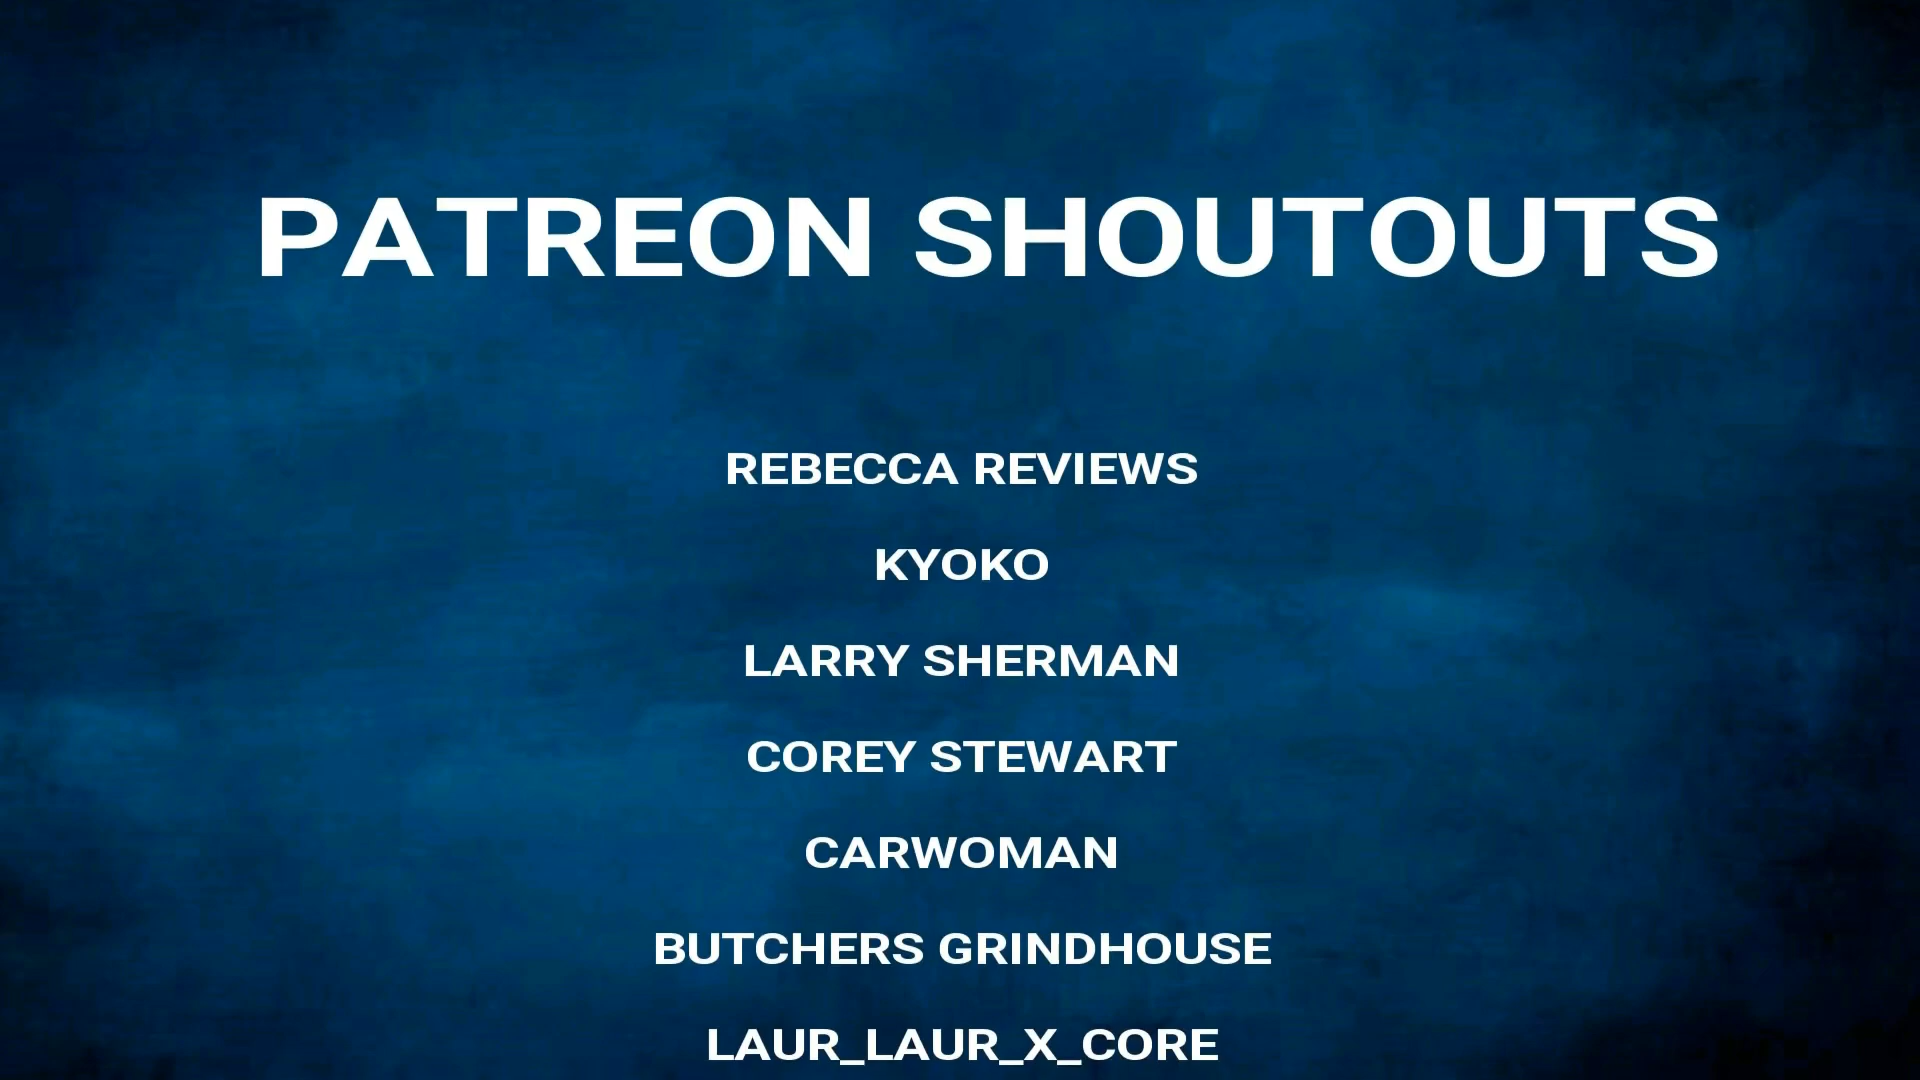 PATREON SHOUTOUTS
REBECCA REVIEWS
KYOKO
LARRY SHERMAN
COREY STEWART
CARWOMAN
BUTCHERS GRINDHOUSE
LAUR_LAUR_X_CORE